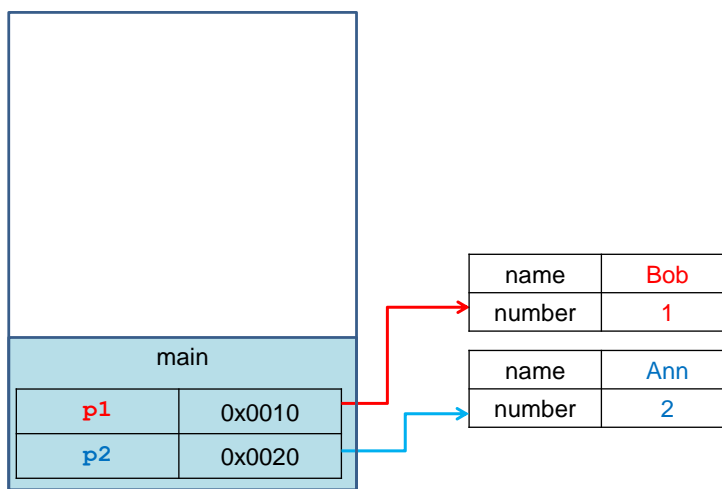 main
p1 0x0010
p2 0x0020
name Bob
number 1
name Ann
number 2